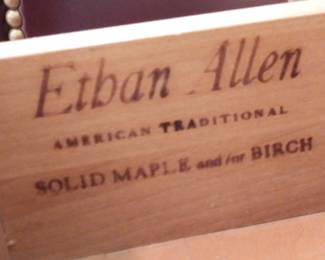 Ethan Allen
AMERICAN TRADITIONAL
SOLID MAPLE and/or BIRCH